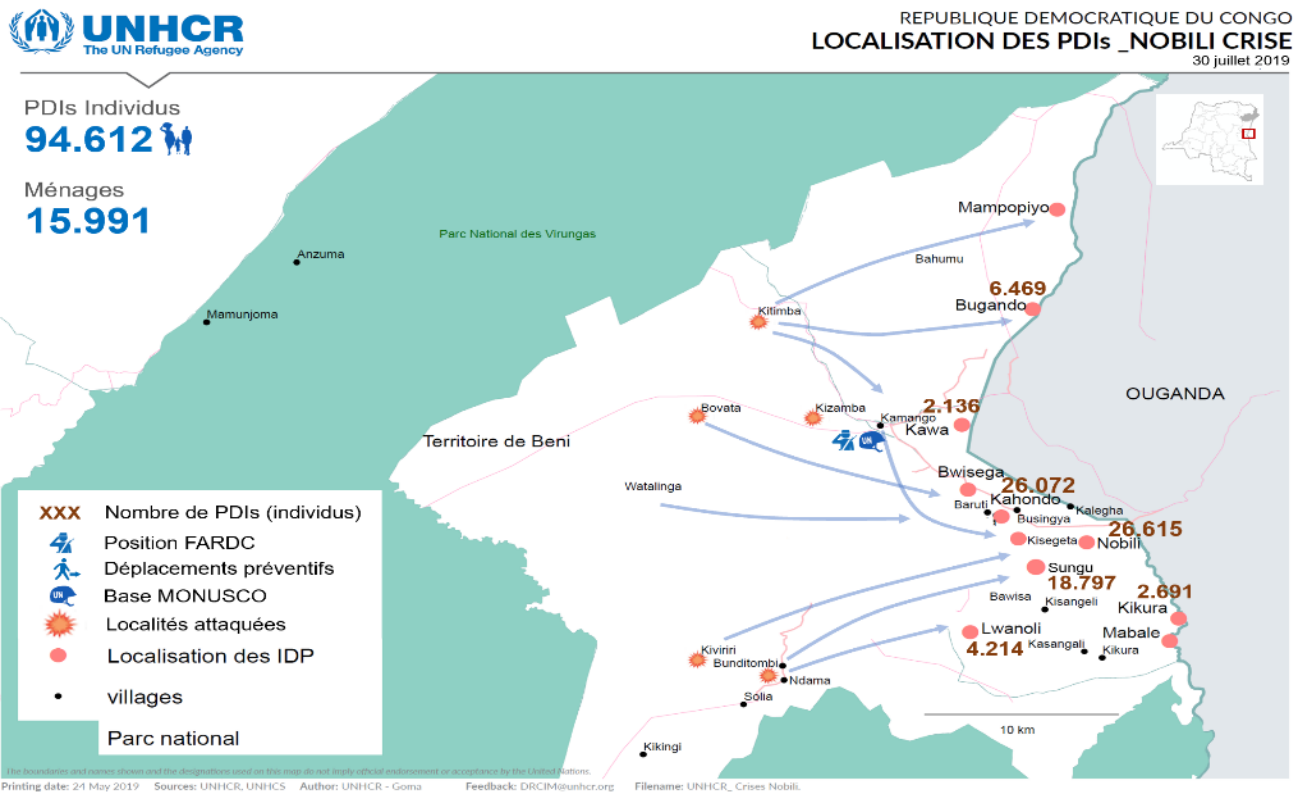 UNHCR
The UN Refugee Agency
REPUBLIQUE DEMOCRATIQUE DU CONGO
LOCALISATION DES PDIs _NOBILI CRISE
30 juillet 2019
PDIs Individus
94.612
Ménages
15.991
Parc National des Virungas
Anzuma
Mamunjoma
Mampopiyo
Bahumu
6.469
Bugando
Kitimba
OUGANDA
Bovata
Kizamba
2.136
Kamango
Kawa
UN
Territoire de Beni
Bwisega
26.072
Watalinga
Kahondo
Baruti
Kalegha
Busingya
26.615
Kisegeta
Nobili
Sungu
18.797
2.691
Bawisa
Kisangeli
Kikura
Lwanoli
Mabale
4.214
Kasangali
Kikura
Kiviriri
Bunditombi
Ndama
Solia
Kikingi
10 km
XXX Nombre de PDIs (individus)
Position FARDC
Déplacements préventifs
UN Base MONUSCO
Localités attaquées
Localisation des IDP
villages
Parc national
The boundaries and names shown and the designations used on this map do not imply official endorsement or acceptance by the United Nations.
Printing date: 24 May 2019 Sources: UNHCR, UNHCS Author: UNHCR - Goma Feedback: DRCIM@unhcr.org Filename: UNHCR_ Crises Nobili.